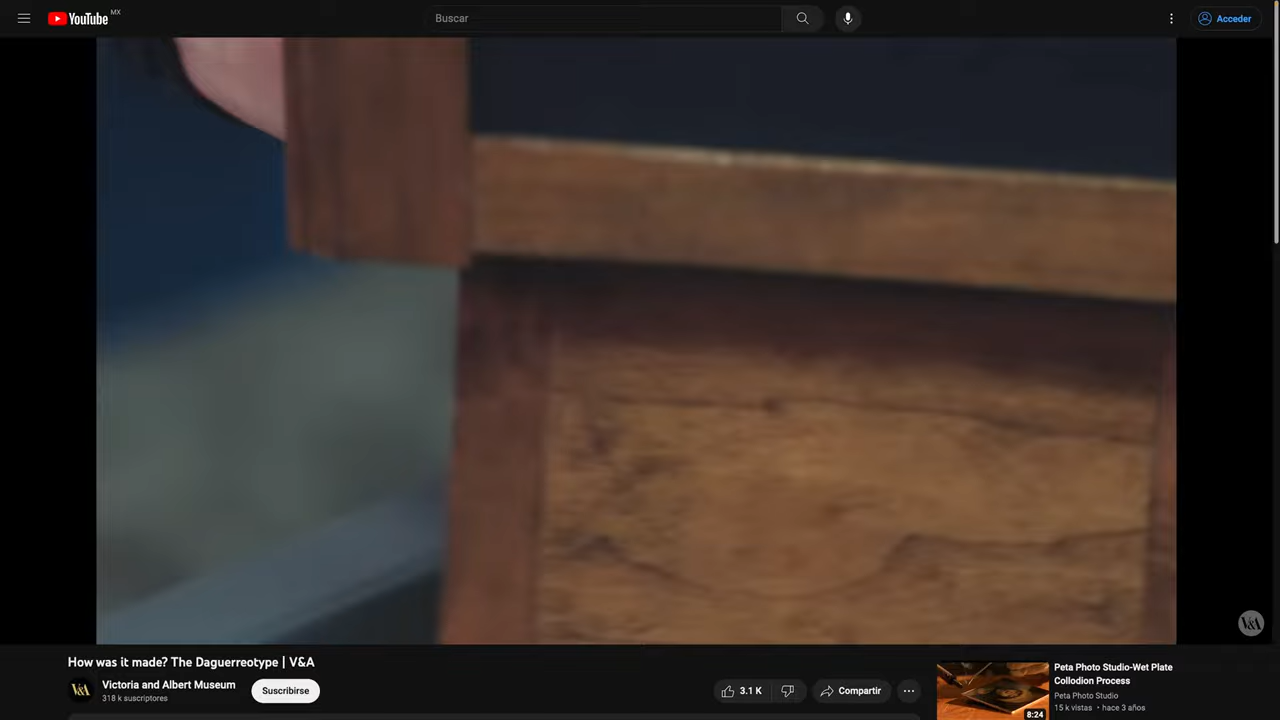 YouTube MX
Buscar
Acceder
V&A
How was it made? The Daguerreotype | V&A
V&A
Victoria and Albert Museum
318 k suscriptores
Suscribirse
3.1 K
Compartir
8:24
Peta Photo Studio-Wet Plate
Collodion Process
Peta Photo Studio
15 k vistas • hace 3 años